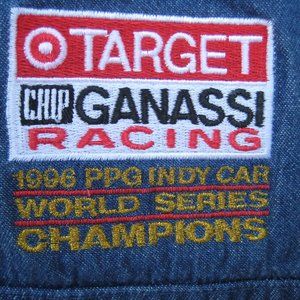 TARGET
CHIP GANASSI
RACING
1996 PPG INDY CAR
WORLD SERIES
CHAMPIONS